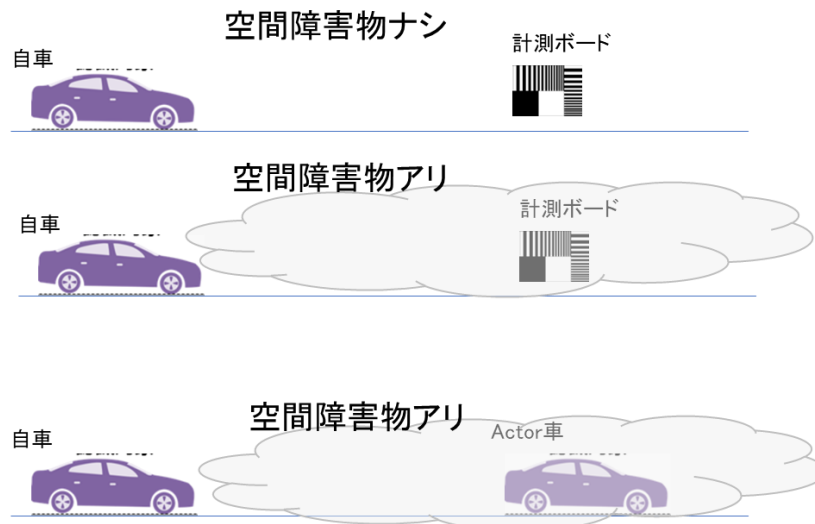 空間障害物ナシ
自車
計測ボード
空間障害物アリ
自車
計測ボード
空間障害物アリ
自車
Actor車